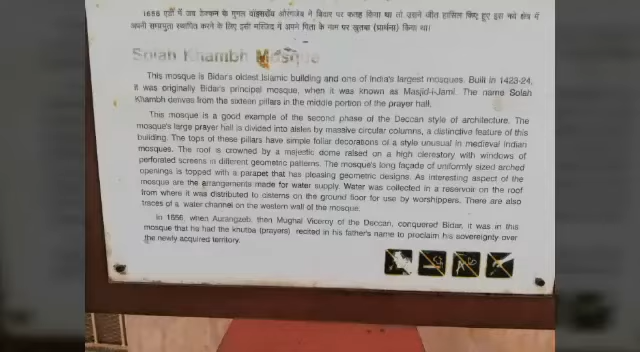 1656 एडी में जब डेक्कन के मुगल वॉइसरॉय औरंगजेब ने बिदार पर फतह किया था तो उसने जीत हासिल किए हुए इस नये क्षेत्र में
अपनी सम्प्रभुता स्थापित करने के लिए इसी मस्जिद में अपने पिता के नाम पर खुतबा (प्रार्थना) किया था।
Solah Khambh Mosque
This mosque is Bidar's oldest Islamic building and one of India's largest mosques. Built in 1423-24,
it was originally Bidar's principal mosque, when it was known as Masjid-i-Jami. The name Solah
Khambh derives from the sixteen pillars in the middle portion of the prayer hall.
This mosque is a good example of the second phase of the Deccan style of architecture. The
mosque's large prayer hall is divided into aisles by massive circular columns, a distinctive feature of this
building. The tops of these pillars have simple foliar decorations of a style unusual in medieval Indian
mosques. The roof is crowned by a majestic dome raised on a high clerestory with windows of
perforated screens in different geometric patterns. The mosque's long façade of uniformly sized arched
openings is topped with a parapet that has pleasing geometric designs. As interesting aspect of the
mosque are the arrangements made for water supply. Water was collected in a reservoir on the roof
from where it was distributed to cisterns on the ground floor for use by worshippers. There are also
traces of a water channel on the western wall of the mosque.
In 1656, when Aurangzeb, then Mughal Viceroy of the Deccan, conquered Bidar, it was in this
mosque that he had the khutba (prayers) recited in his father's name to proclaim his sovereignty over
the newly acquired territory.